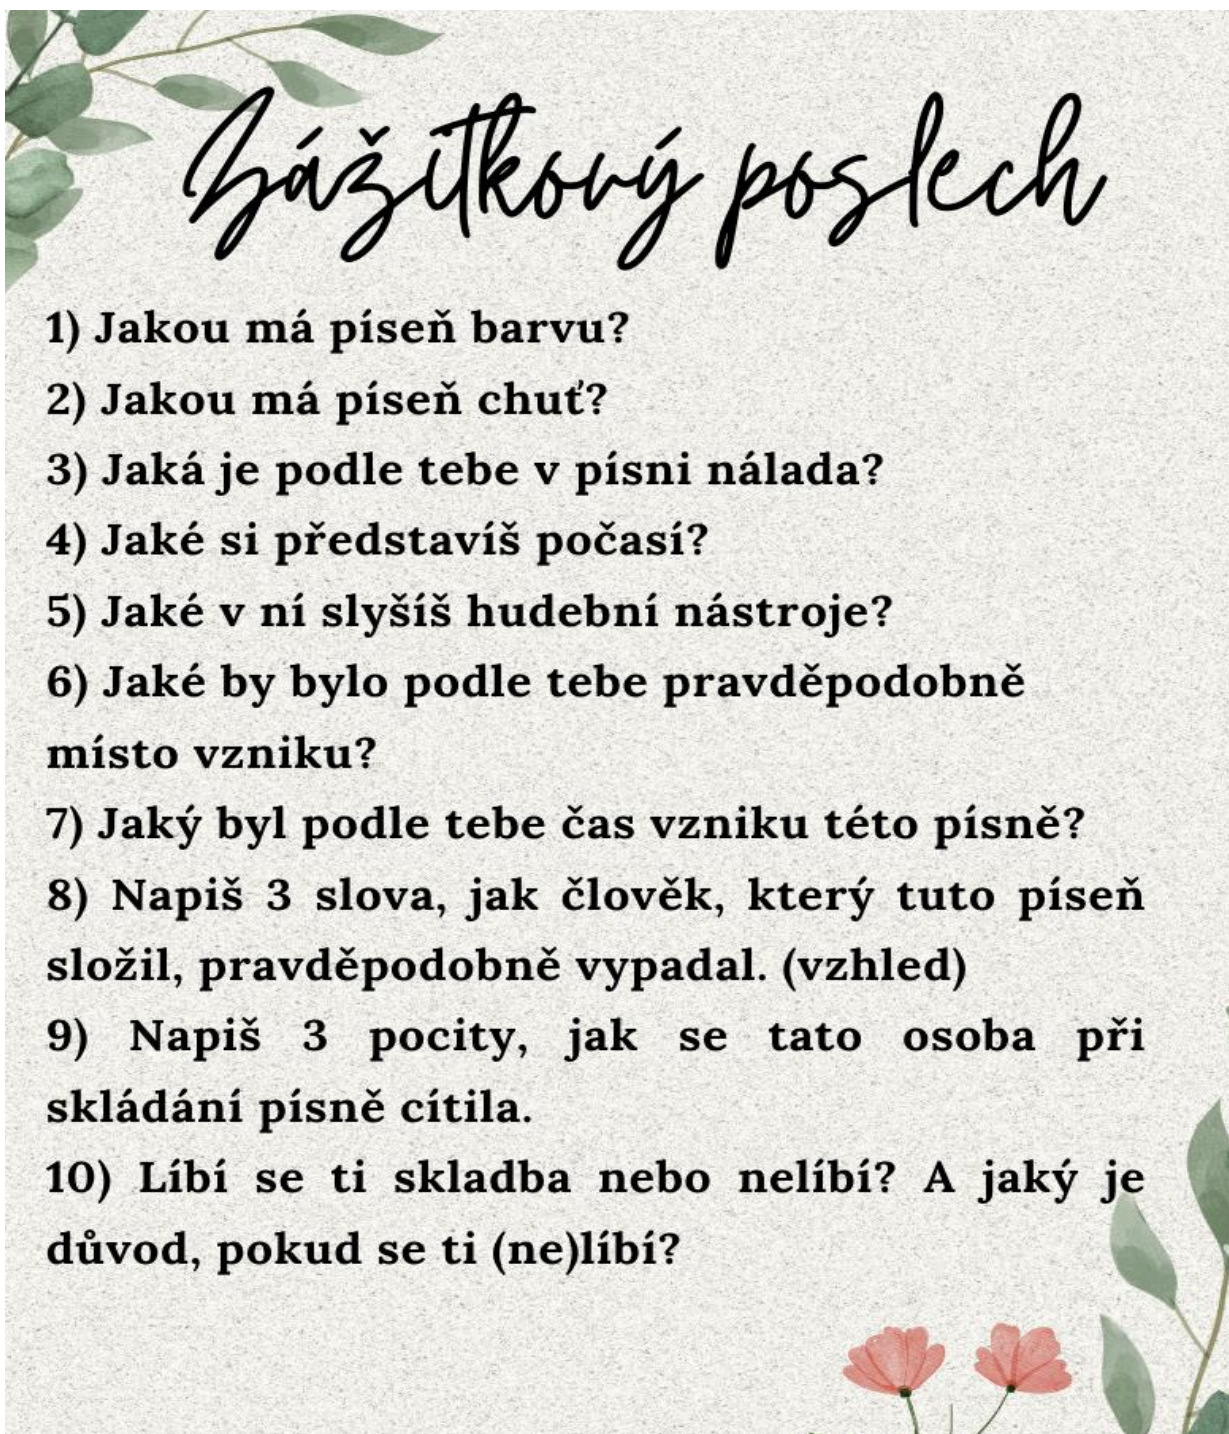 Zážitkový poslech
1) Jakou má píseň barvu?
2) Jakou má píseň chuť?
3) Jaká je podle tebe v písni nálada?
4) Jaké si představíš počasí?
5) Jaké v ní slyšíš hudební nástroje?
6) Jaké by bylo podle tebe pravděpodobně
místo vzniku?
7) Jaký byl podle tebe čas vzniku této písně?
8) Napiš 3 slova, jak člověk, který tuto píseň
složil, pravděpodobně vypadal. (vzhled)
9) Napiš 3 pocity, jak se tato osoba při
skládání písně cítila.
10) Líbí se ti skladba nebo nelíbí? A jaký je
důvod, pokud se ti (ne)líbí?